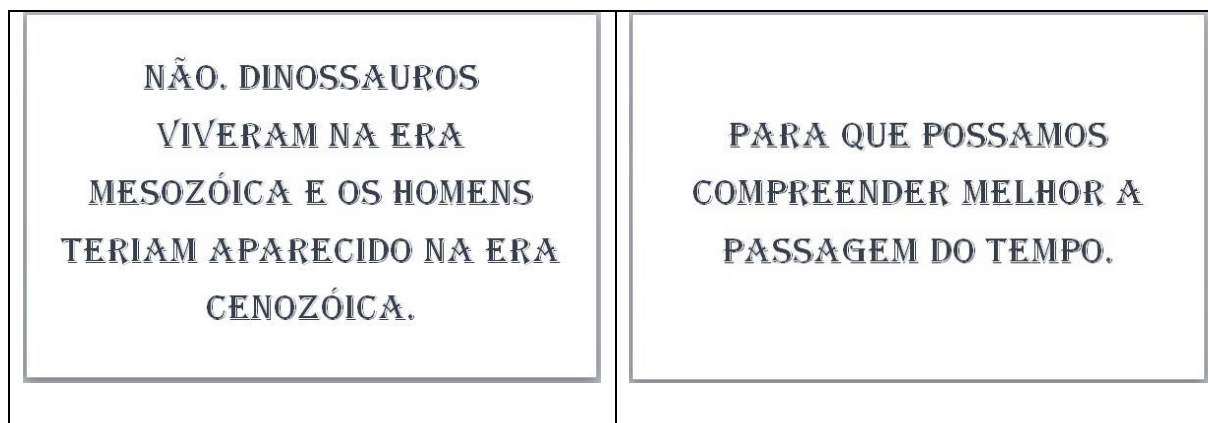 NÃO. DINOSSAUROS
VIVERAM NA ERA
MESOZÓICA E OS HOMENS
TERIAM APARECIDO NA ERA
CENOZÓICA.
PARA QUE POSSAMOS
COMPREENDER MELHOR A
PASSAGEM DO TEMPO.